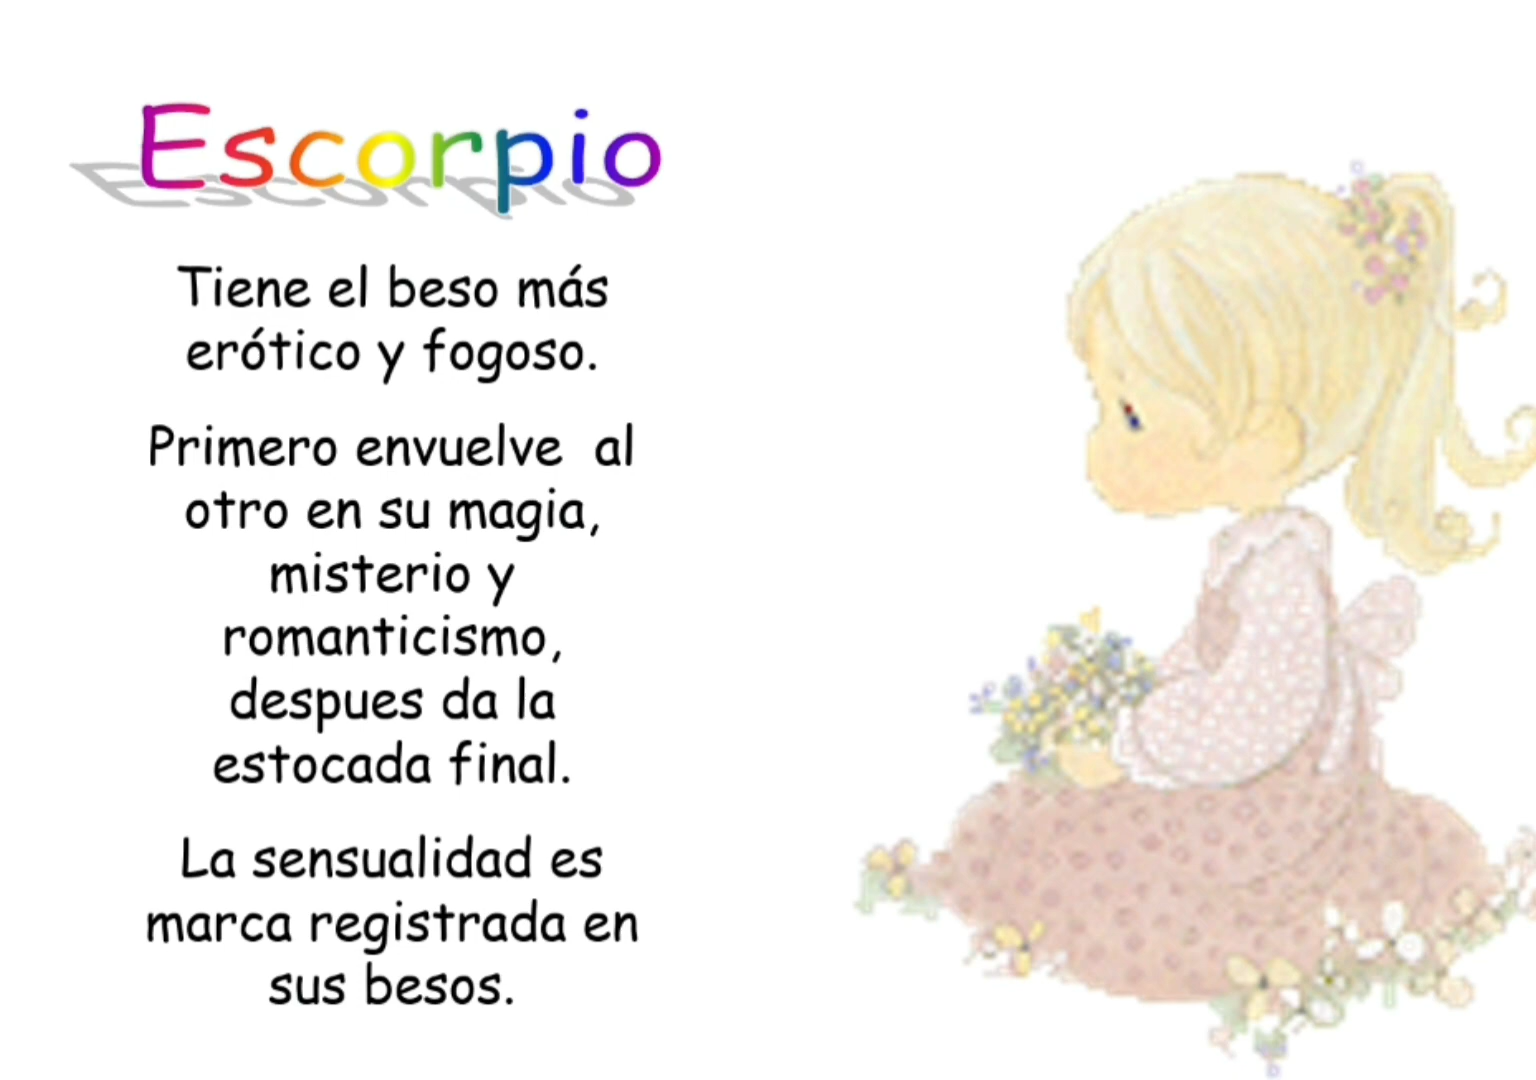 Escorpio
Tiene el beso más
erótico y fogoso.
Primero envuelve  al
otro en su magia,
misterio y
romanticismo,
despues da la
estocada final.
La sensualidad es
marca registrada en
sus besos.